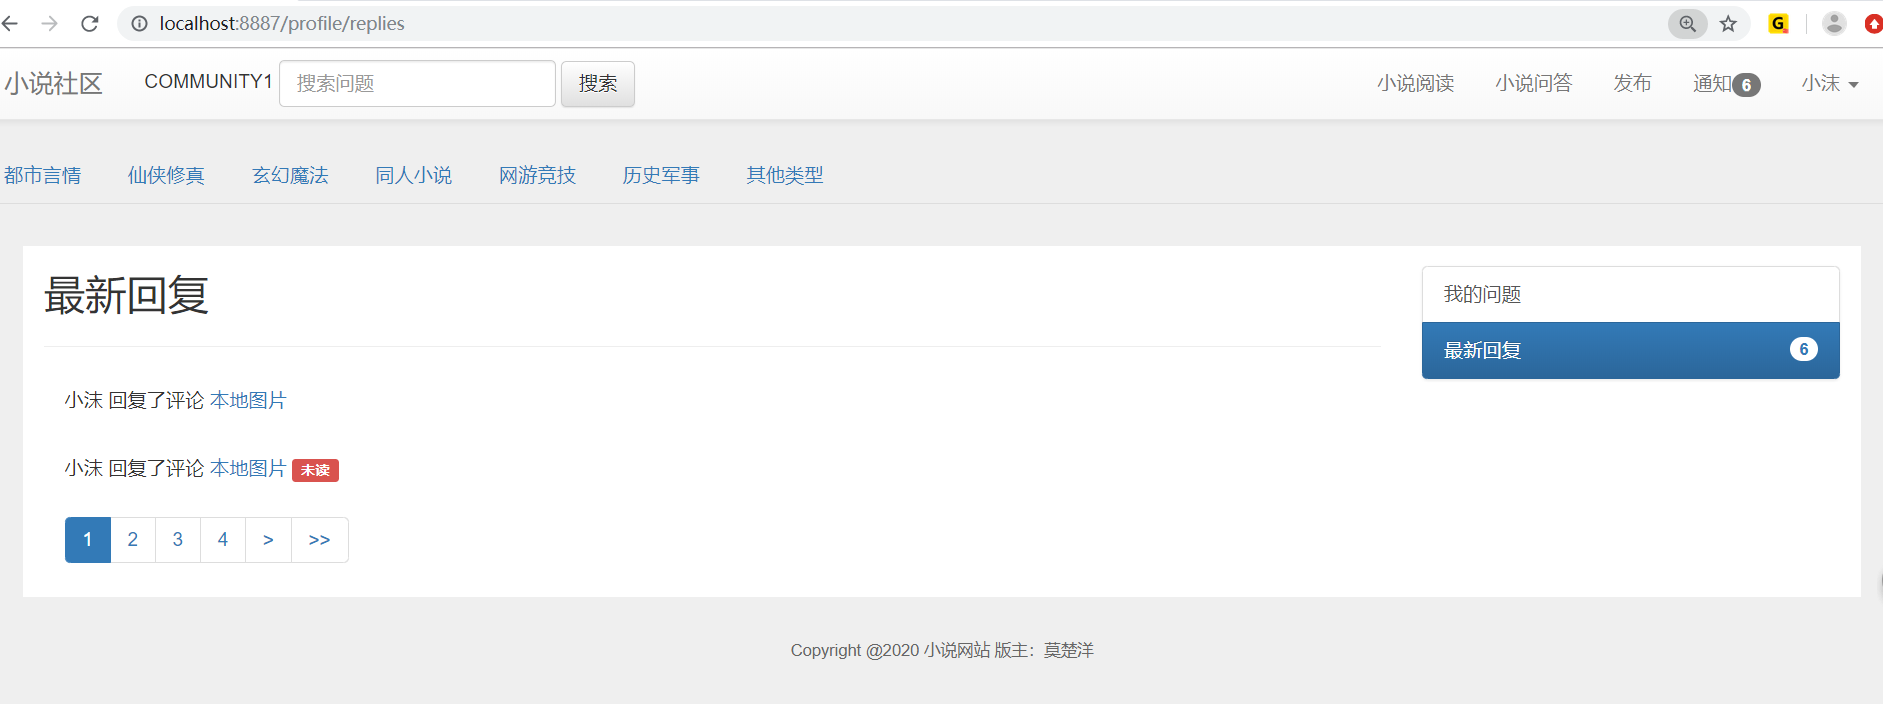 localhost:8887/profile/replies
小说社区 COMMUNITY1 搜索问题 搜索 小说阅读 小说问答 发布 通知6 小沫
都市言情 仙侠修真 玄幻魔法 同人小说 网游竞技 历史军事 其他类型
最新回复
我的问题
最新回复 6
小沫 回复了评论 本地图片
小沫 回复了评论 本地图片 未读
1 2 3 4 > >>
Copyright @2020 小说网站 版主：莫楚洋